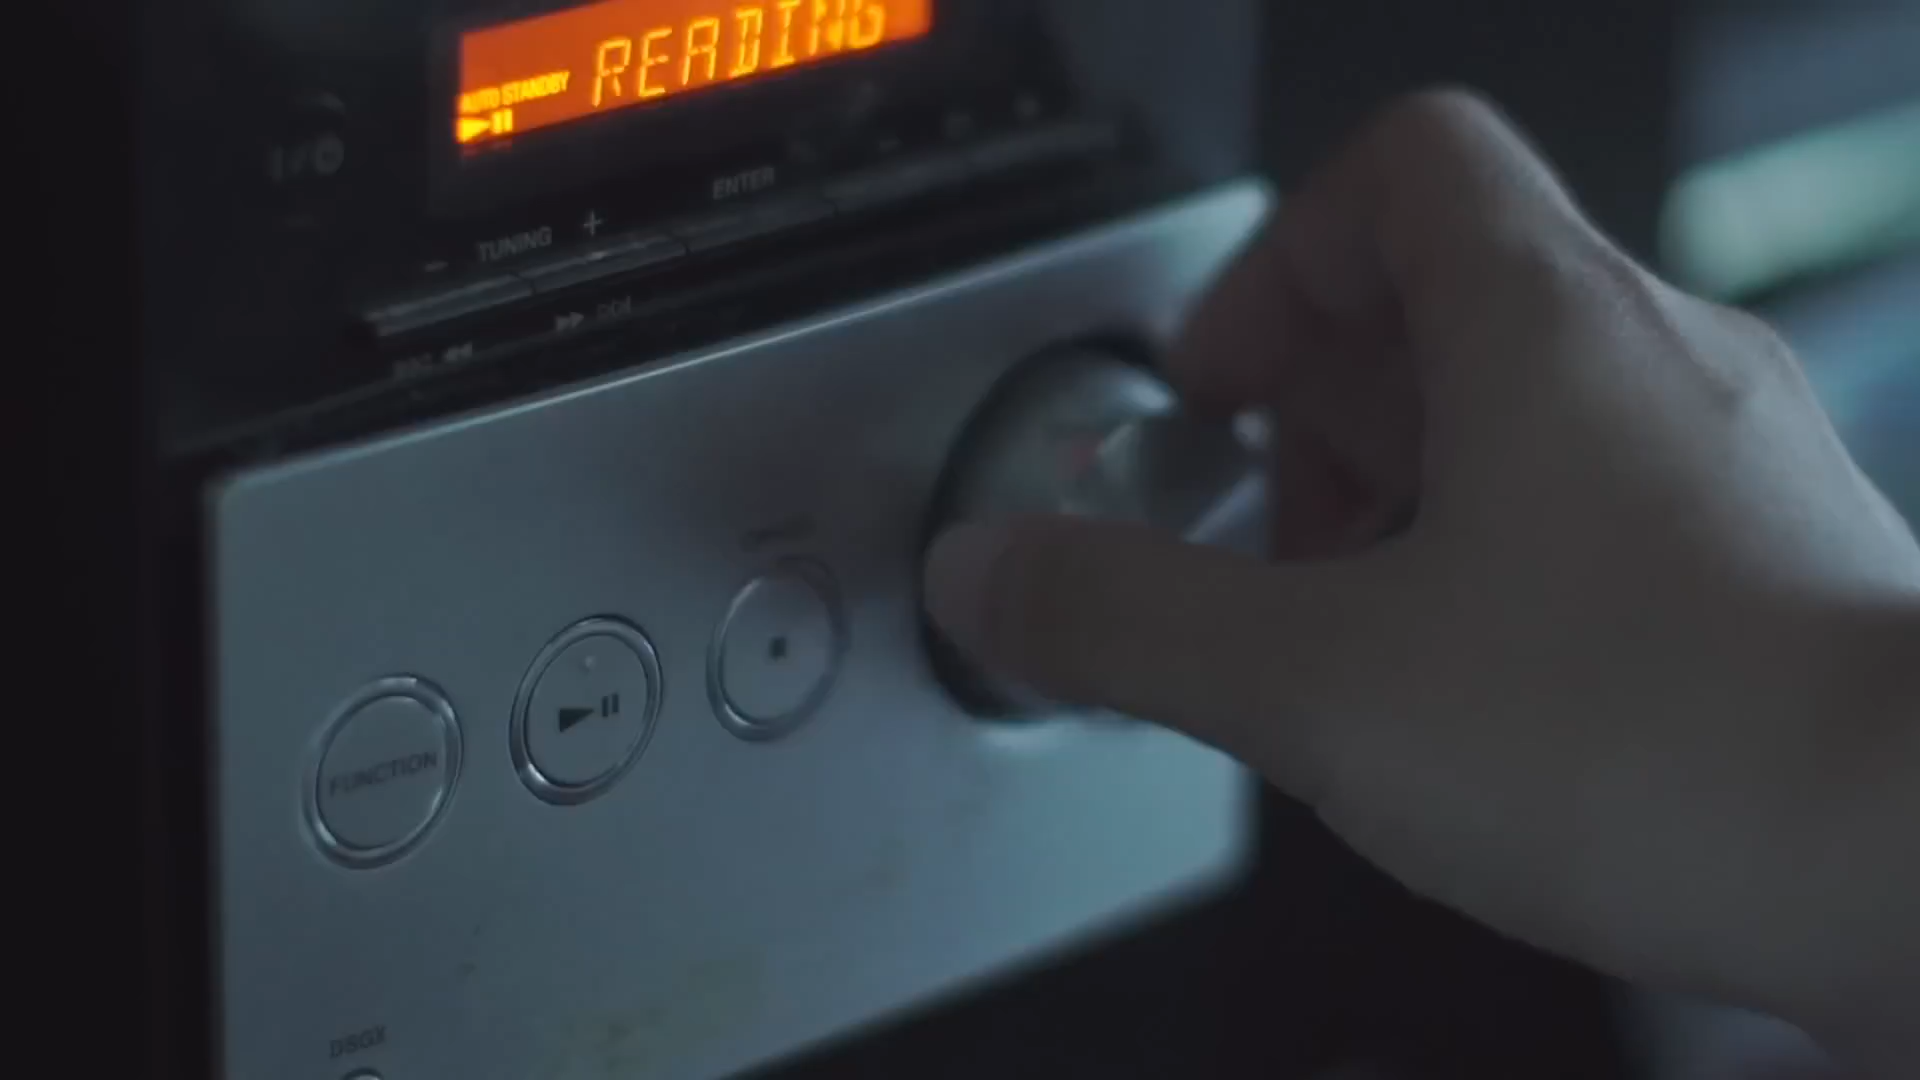 READING
AUTO STANDBY
ENTER
- TUNING +
FUNCTION
DSGX